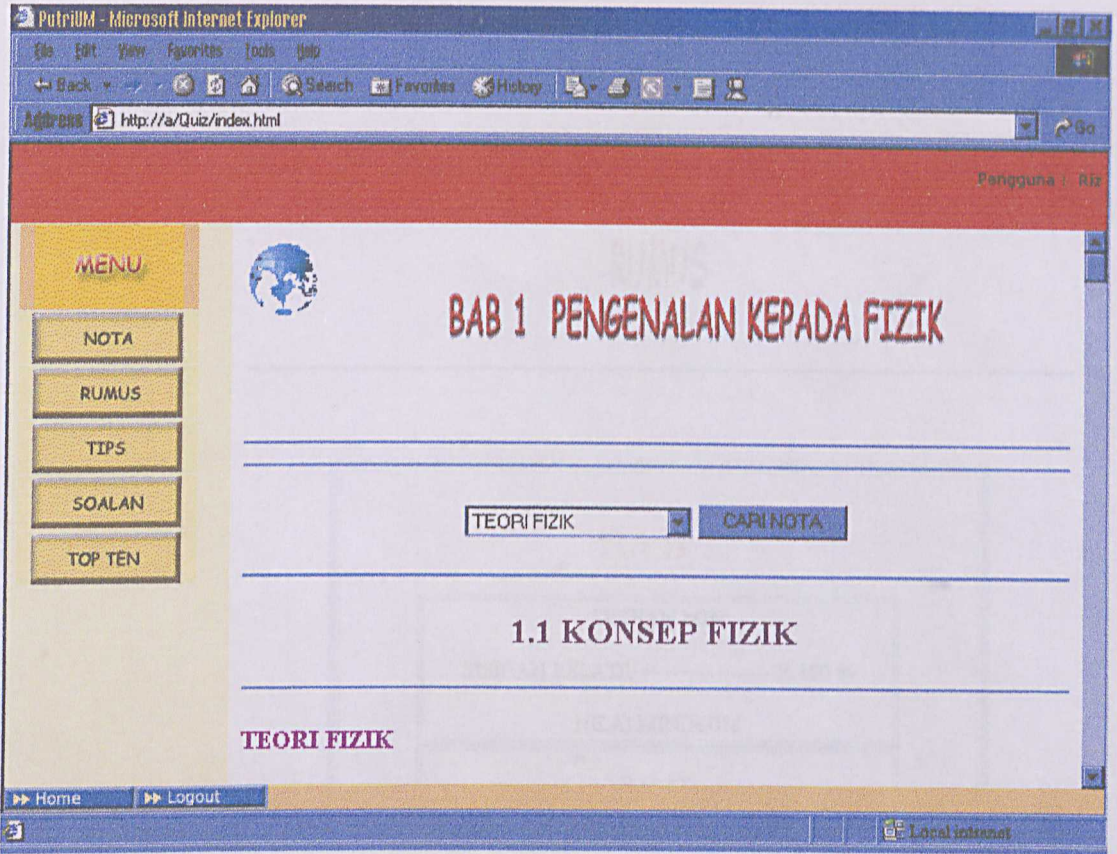 PutriUM - Microsoft Internet Explorer
File Edit View Favorites Tools Help
Back Search Favorites History
Address http://a/Quiz/index.html Go
Pengguna : Riz
MENU
NOTA
RUMUS
TIPS
SOALAN
TOP TEN
BAB 1 PENGENALAN KEPADA FIZIK
TEORI FIZIK CARI NOTA
1.1 KONSEP FIZIK
TEORI FIZIK
Home Logout
Local intranet